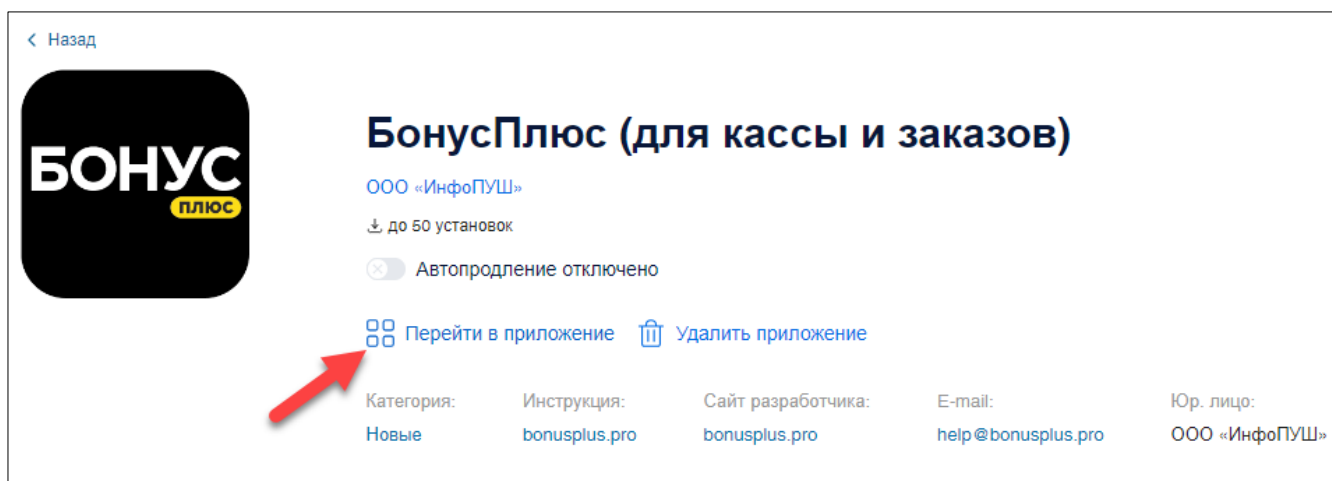 Назад
БОНУС
плюс
БонусПлюс (для кассы и заказов)
ООО «ИнфоПУШ»
до 50 установок
Автопродление отключено
Перейти в приложение Удалить приложение
Категория: Инструкция: Сайт разработчика: E-mail: Юр. лицо:
Новые bonusplus.pro bonusplus.pro help@bonusplus.pro ООО «ИнфоПУШ»